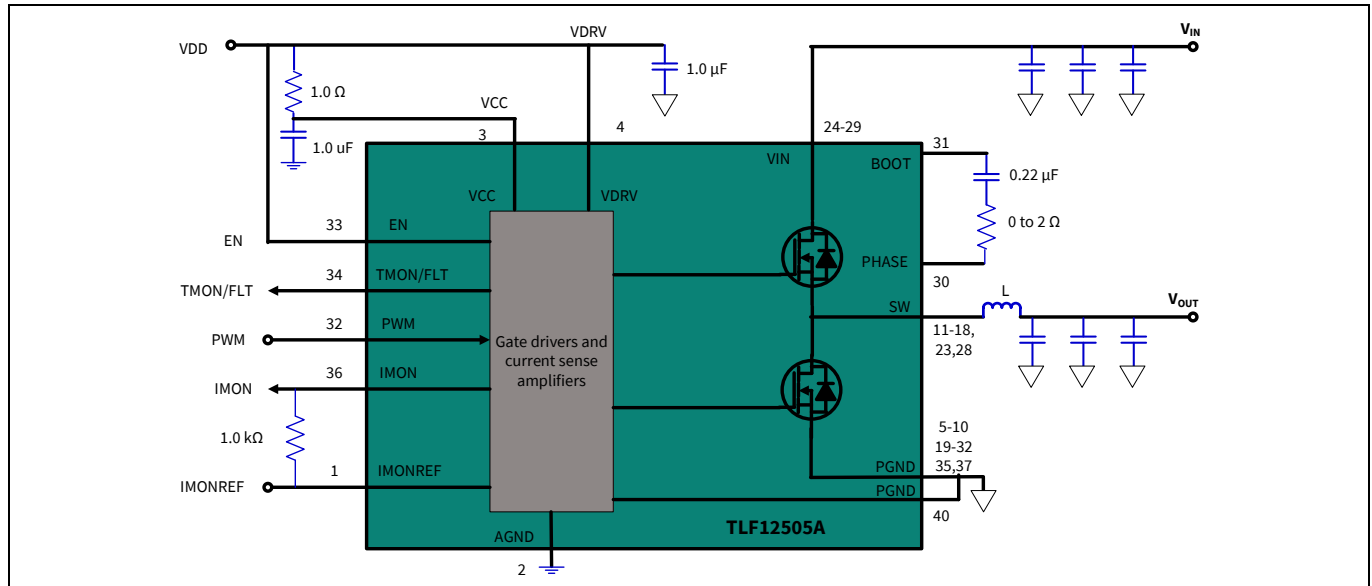 VDRV
V_IN
VDD
1.0 Ω
1.0 µF
VCC
3
4
24-29
1.0 uF
VIN
BOOT
31
0.22 µF
VCC
VDRV
0 to 2 Ω
33
EN
EN
PHASE
30
34
TMON/FLT
TMON/FLT
SW
L
V_OUT
11-18,
23,28
32
PWM
PWM
Gate drivers and
current sense
amplifiers
36
IMON
IMON
1.0 kΩ
5-10
19-32
35,37
1
IMONREF
IMONREF
PGND
PGND
40
AGND
2
TLF12505A